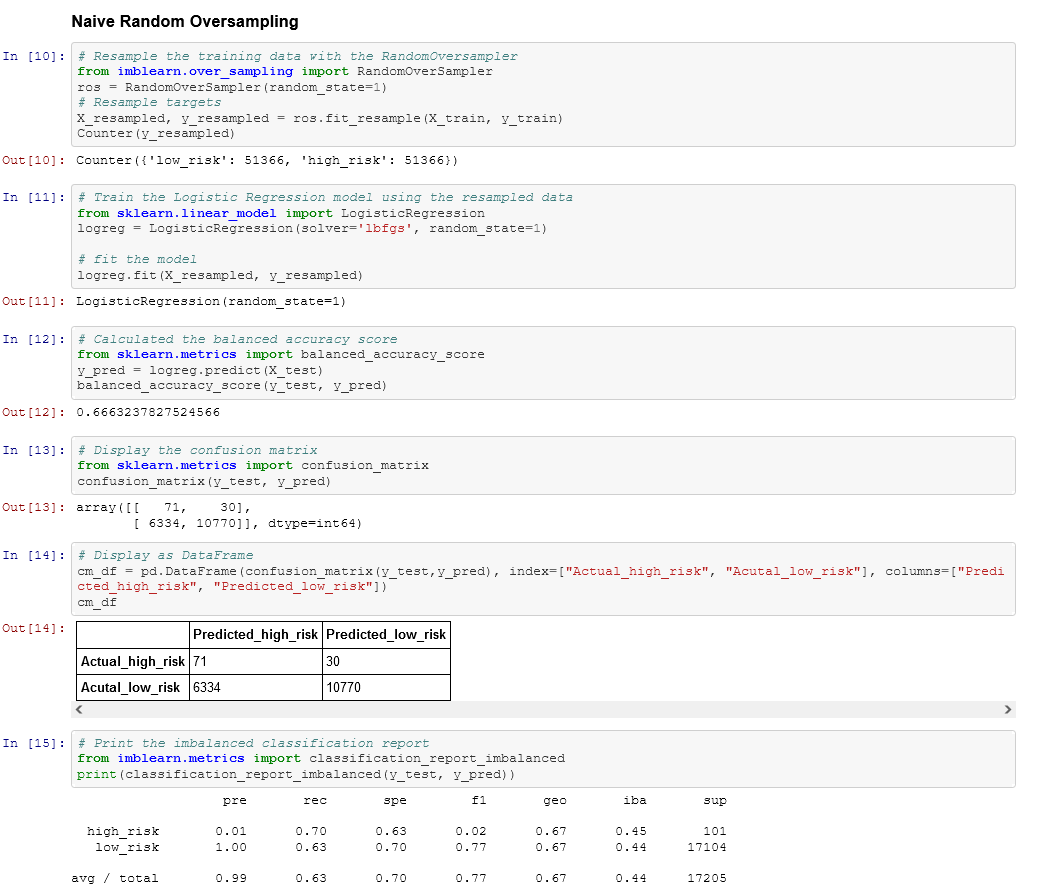 Naive Random Oversampling
In [10]: # Resample the training data with the RandomOversampler
from imblearn.over_sampling import RandomOverSampler
ros = RandomOverSampler(random_state=1)
# Resample targets
X_resampled, y_resampled = ros.fit_resample(X_train, y_train)
Counter(y_resampled)
Out[10]: Counter({'low_risk': 51366, 'high_risk': 51366})
In [11]: # Train the Logistic Regression model using the resampled data
from sklearn.linear_model import LogisticRegression
logreg = LogisticRegression(solver='lbfgs', random_state=1)
# fit the model
logreg.fit(X_resampled, y_resampled)
Out[11]: LogisticRegression(random_state=1)
In [12]: # Calculated the balanced accuracy score
from sklearn.metrics import balanced_accuracy_score
y_pred = logreg.predict(X_test)
balanced_accuracy_score(y_test, y_pred)
Out[12]: 0.6663237827524566
In [13]: # Display the confusion matrix
from sklearn.metrics import confusion_matrix
confusion_matrix(y_test, y_pred)
Out[13]: array([[   71,    30],
[ 6334, 10770]], dtype=int64)
In [14]: # Display as DataFrame
cm_df = pd.DataFrame(confusion_matrix(y_test,y_pred), index=["Actual_high_risk", "Acutal_low_risk"], columns=["Predi
cted_high_risk", "Predicted_low_risk"])
cm_df
Out[14]:
Predicted_high_risk Predicted_low_risk
Actual_high_risk 71 30
Acutal_low_risk 6334 10770
In [15]: # Print the imbalanced classification report
from imblearn.metrics import classification_report_imbalanced
print(classification_report_imbalanced(y_test, y_pred))
pre rec spe f1 geo iba sup
high_risk 0.01 0.70 0.63 0.02 0.67 0.45 101
low_risk 1.00 0.63 0.70 0.77 0.67 0.44 17104
avg / total 0.99 0.63 0.70 0.77 0.67 0.44 17205